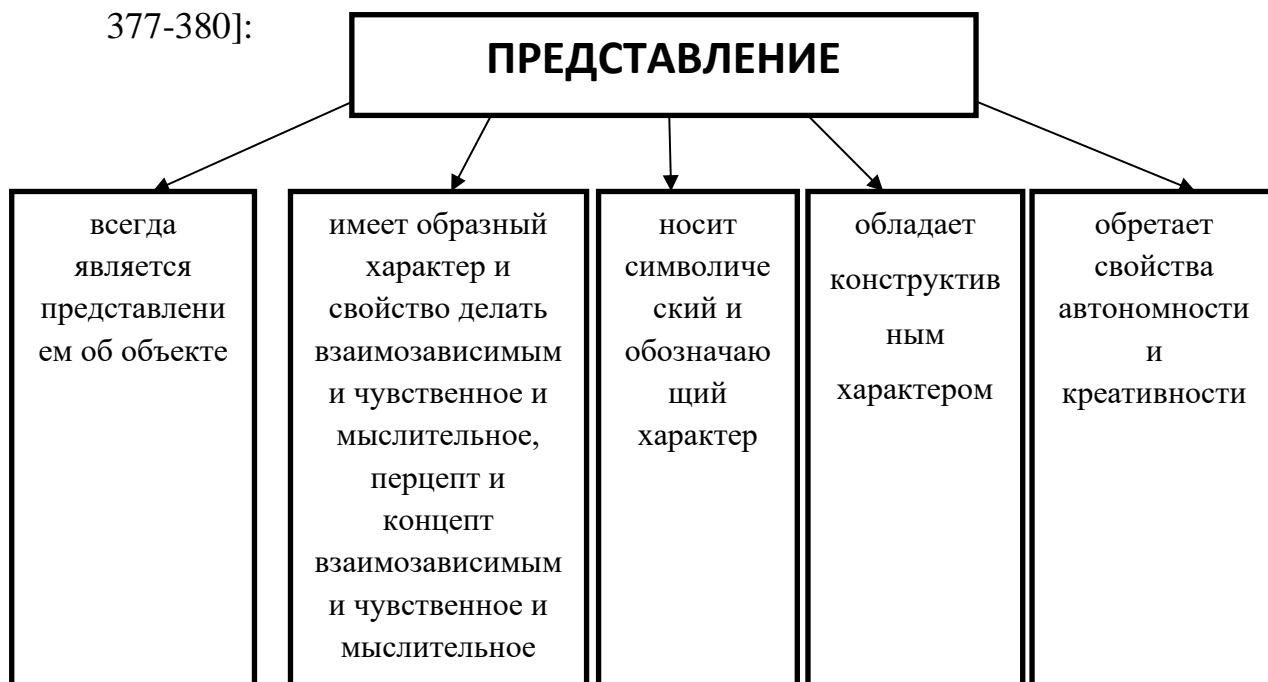 377-380]:
ПРЕДСТАВЛЕНИЕ
всегда
является
представлени
ем об объекте
имеет образный
характер и
свойство делать
взаимозависимым
и чувственное и
мыслительное,
перцепт и
концепт
взаимозависимым
и чувственное и
мыслительное
носит
символиче
ский и
обозначаю
щий
характер
обладает
конструктив
ным
характером
обретает
свойства
автономности
и
креативности